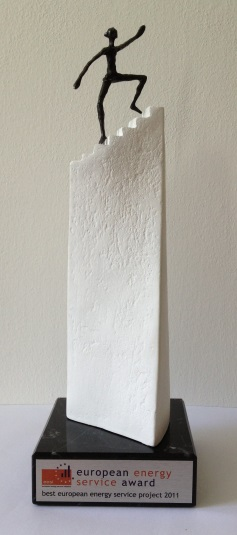 european energy
service award
best european energy service project 2011